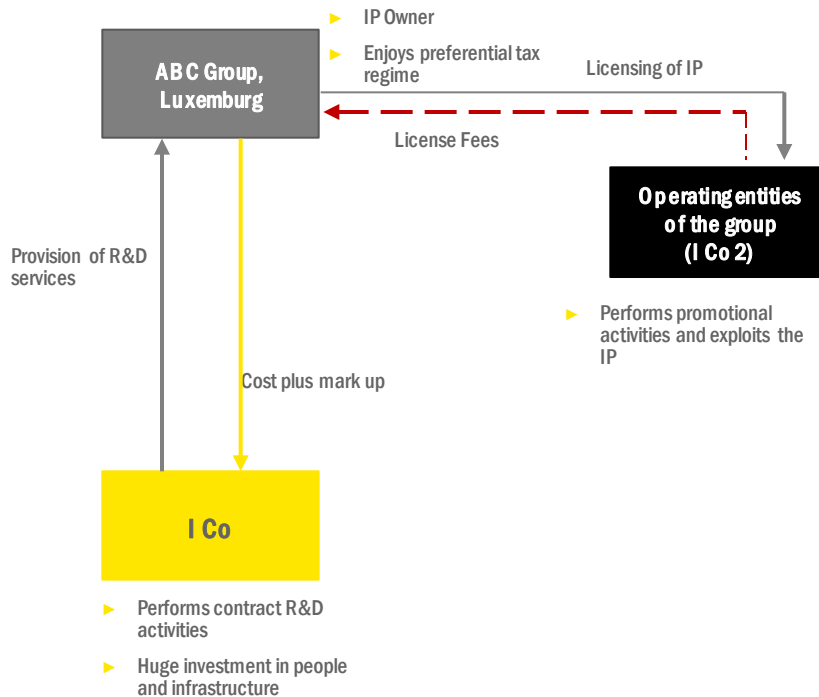 ► IP Owner
► Enjoys preferential tax
regime
ABC Group,
Luxemburg
Licensing of IP
License Fees
Operating entities
of the group
(I Co 2)
Provision of R&D
services
► Performs promotional
activities and exploits the
IP
Cost plus mark up
I Co
► Performs contract R&D
activities
► Huge investment in people
and infrastructure